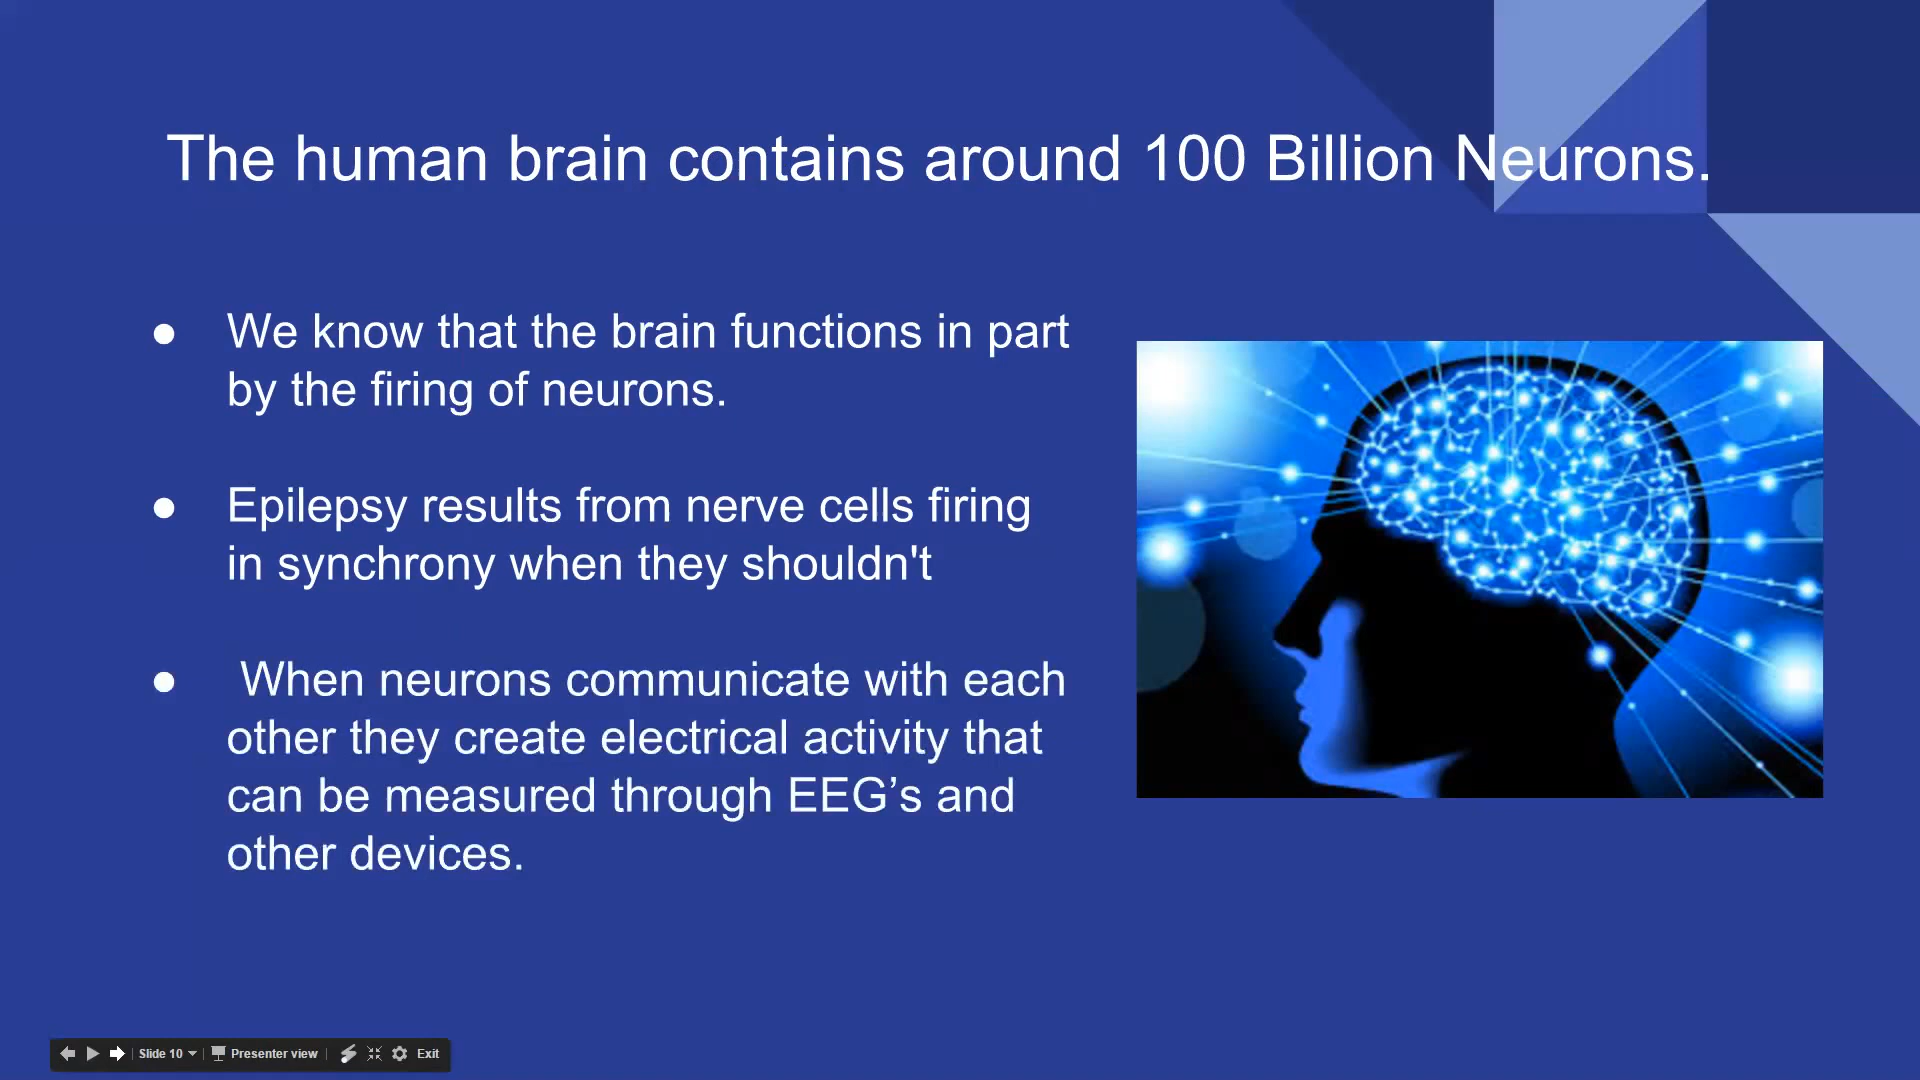 The human brain contains around 100 Billion Neurons.
● We know that the brain functions in part
by the firing of neurons.
● Epilepsy results from nerve cells firing
in synchrony when they shouldn't
● When neurons communicate with each
other they create electrical activity that
can be measured through EEG’s and
other devices.
Slide 10 Presenter view Exit